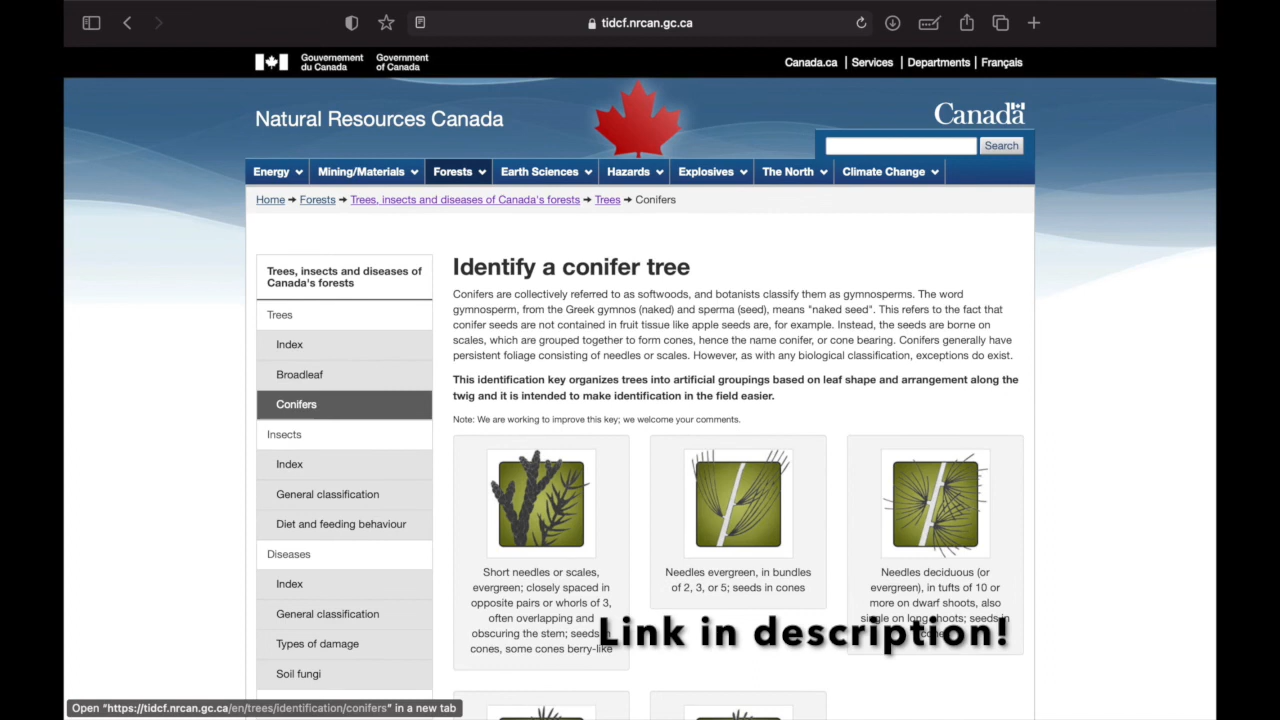 tidcf.nrcan.gc.ca
Gouvernement du Canada
Government of Canada
Canada.ca | Services | Departments | Français
Natural Resources Canada
Canada
Search
Energy Mining/Materials Forests Earth Sciences Hazards Explosives The North Climate Change
Home → Forests → Trees, insects and diseases of Canada's forests → Trees → Conifers
Trees, insects and diseases of
Canada's forests
Trees
Index
Broadleaf
Conifers
Insects
Index
General classification
Diet and feeding behaviour
Diseases
Index
General classification
Types of damage
Soil fungi
Identify a conifer tree
Conifers are collectively referred to as softwoods, and botanists classify them as gymnosperms. The word
gymnosperm, from the Greek gymnos (naked) and sperma (seed), means "naked seed". This refers to the fact that
conifer seeds are not contained in fruit tissue like apple seeds are, for example. Instead, the seeds are borne on
scales, which are grouped together to form cones, hence the name conifer, or cone bearing. Conifers generally have
persistent foliage consisting of needles or scales. However, as with any biological classification, exceptions do exist.
This identification key organizes trees into artificial groupings based on leaf shape and arrangement along the
twig and it is intended to make identification in the field easier.
Note: We are working to improve this key; we welcome your comments.
Short needles or scales,
evergreen; closely spaced in
opposite pairs or whorls of 3,
often overlapping and
obscuring the stem; seeds in
cones, some cones berry-like
Needles evergreen, in bundles
of 2, 3, or 5; seeds in cones
Needles deciduous (or
evergreen), in tufts of 10 or
more on dwarf shoots, also
single on long shoots; seeds in
cones
Link in description!
Open "https://tidcf.nrcan.gc.ca/en/trees/identification/conifers" in a new tab